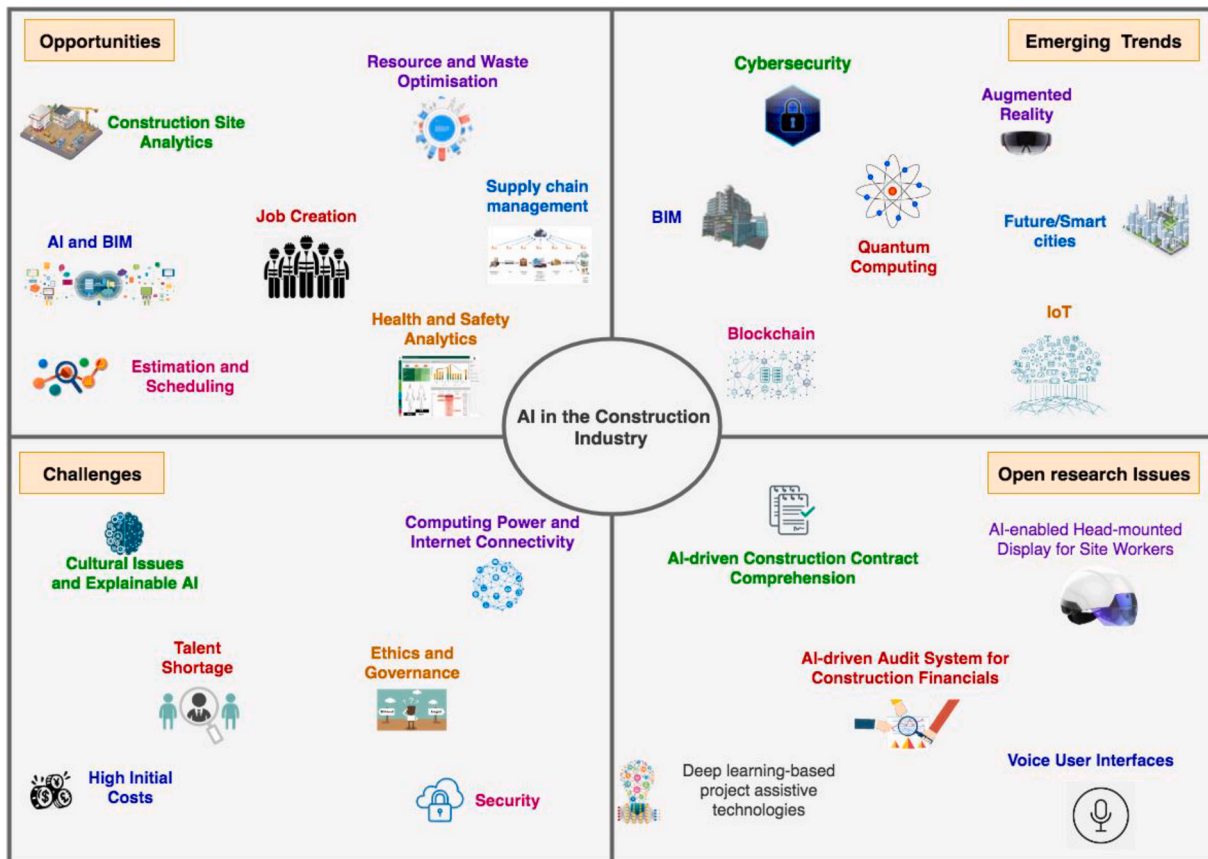 Opportunities
Resource and Waste
Optimisation
Construction Site
Analytics
Supply chain
management
Job Creation
AI and BIM
Health and Safety
Analytics
Estimation and
Scheduling
Emerging Trends
Cybersecurity
Augmented
Reality
BIM
Quantum
Computing
Future/Smart
cities
IoT
Blockchain
AI in the Construction
Industry
Challenges
Cultural Issues
and Explainable AI
Computing Power and
Internet Connectivity
Talent
Shortage
Ethics and
Governance
High Initial
Costs
Security
Open research Issues
AI-driven Construction Contract
Comprehension
AI-enabled Head-mounted
Display for Site Workers
AI-driven Audit System for
Construction Financials
Deep learning-based
project assistive
technologies
Voice User Interfaces